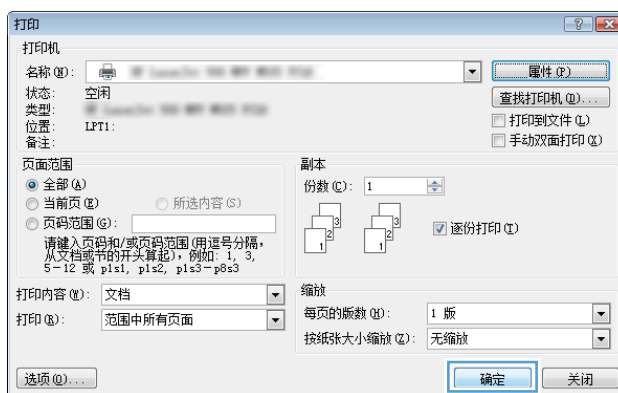 打印
打印机
名称(N):
属性(P)
状态: 空闲
查找打印机(D)...
类型:
打印到文件(L)
位置: LPT1:
手动双面打印(X)
备注:
页面范围
全部(A)
当前页(E) 所选内容(S)
页码范围(G):
请键入页码和/或页码范围(用逗号分隔,
从文档或节的开头算起),例如: 1, 3,
5-12 或 p1s1, p1s2, p1s3-p8s3
副本
份数(C): 1
1 2 3 1 2 3
逐份打印(T)
打印内容(W): 文档
打印(R): 范围中所有页面
缩放
每页的版数(H): 1 版
按纸张大小缩放(Z): 无缩放
选项(O)... 确定 关闭